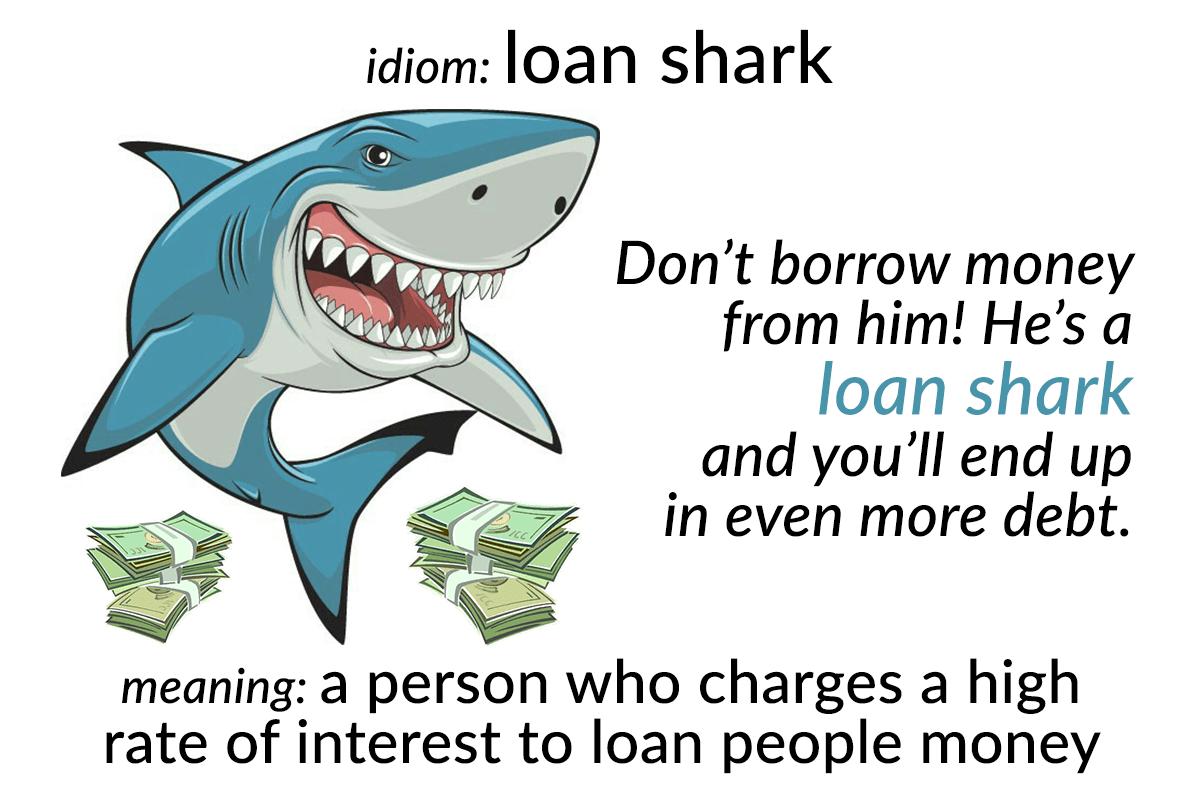 idiom: loan shark
Don’t borrow money
from him! He’s a
loan shark
and you’ll end up
in even more debt.
meaning: a person who charges a high
rate of interest to loan people money